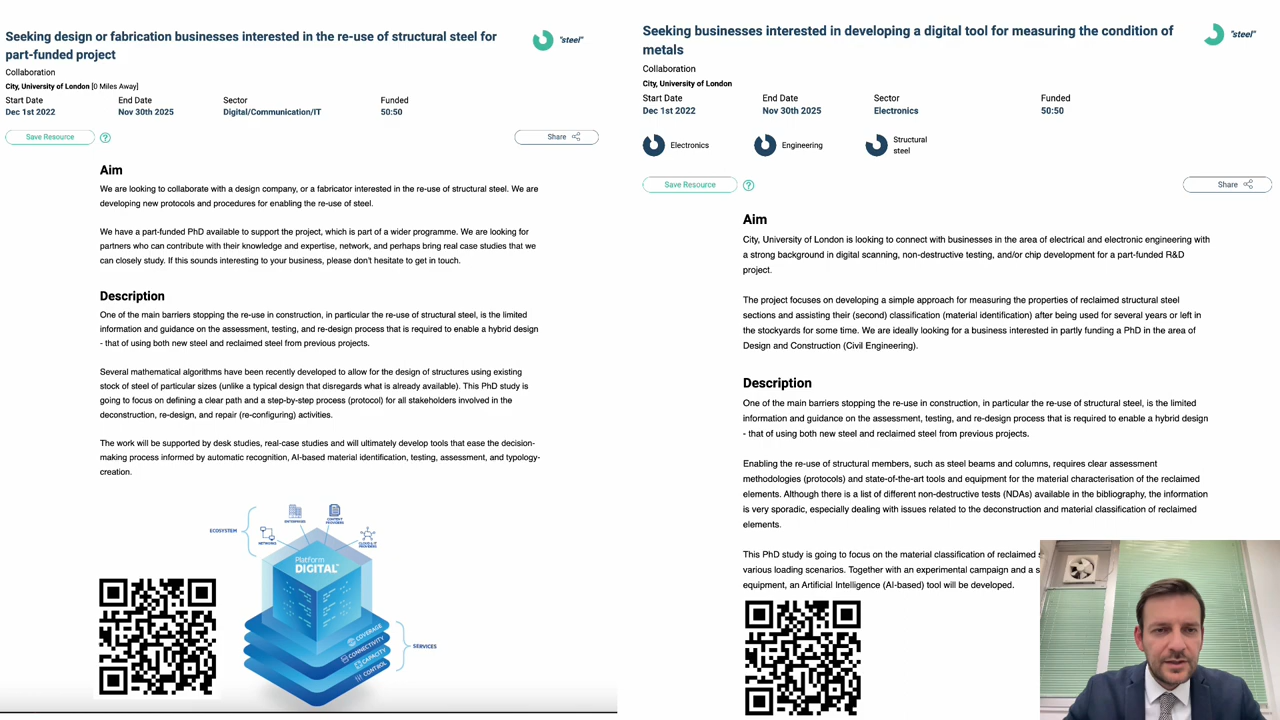 Seeking design or fabrication businesses interested in the re-use of structural steel for
part-funded project
"steel"
Collaboration
City, University of London [0 Miles Away]
Start Date
End Date
Sector
Funded
Dec 1st 2022
Nov 30th 2025
Digital/Communication/IT
50:50
Save Resource
?
Share
Aim
We are looking to collaborate with a design company, or a fabricator interested in the re-use of structural steel. We are
developing new protocols and procedures for enabling the re-use of steel.
We have a part-funded PhD available to support the project, which is part of a wider programme. We are looking for
partners who can contribute with their knowledge and expertise, network, and perhaps bring real case studies that we
can closely study. If this sounds interesting to your business, please don't hesitate to get in touch.
Description
One of the main barriers stopping the re-use in construction, in particular the re-use of structural steel, is the limited
information and guidance on the assessment, testing, and re-design process that is required to enable a hybrid design
- that of using both new steel and reclaimed steel from previous projects.
Several mathematical algorithms have been recently developed to allow for the design of structures using existing
stock of steel of particular sizes (unlike a typical design that disregards what is already available). This PhD study is
going to focus on defining a clear path and a step-by-step process (protocol) for all stakeholders involved in the
deconstruction, re-design, and repair (re-configuring) activities.
The work will be supported by desk studies, real-case studies and will ultimately develop tools that ease the decision-
making process informed by automatic recognition, AI-based material identification, testing, assessment, and typology-
creation.
ECOSYSTEM
ENTERPRISES
CONTENT
PROVIDERS
NETWORKS
CLOUD & IT
PROVIDERS
Platform
DIGITAL™
COVERAGE
CONNECTIVITY
CAPACITY
CONTROL
SERVICES
Seeking businesses interested in developing a digital tool for measuring the condition of
metals
"steel"
Collaboration
City, University of London
Start Date
End Date
Sector
Funded
Dec 1st 2022
Nov 30th 2025
Electronics
50:50
Electronics
Engineering
Structural
steel
Save Resource
?
Share
Aim
City, University of London is looking to connect with businesses in the area of electrical and electronic engineering with
a strong background in digital scanning, non-destructive testing, and/or chip development for a part-funded R&D
project.
The project focuses on developing a simple approach for measuring the properties of reclaimed structural steel
sections and assisting their (second) classification (material identification) after being used for several years or left in
the stockyards for some time. We are ideally looking for a business interested in partly funding a PhD in the area of
Design and Construction (Civil Engineering).
Description
One of the main barriers stopping the re-use in construction, in particular the re-use of structural steel, is the limited
information and guidance on the assessment, testing, and re-design process that is required to enable a hybrid design
- that of using both new steel and reclaimed steel from previous projects.
Enabling the re-use of structural members, such as steel beams and columns, requires clear assessment
methodologies (protocols) and state-of-the-art tools and equipment for the material characterisation of the reclaimed
elements. Although there is a list of different non-destructive tests (NDAs) available in the bibliography, the information
is very sporadic, especially dealing with issues related to the deconstruction and material classification of reclaimed
elements.
This PhD study is going to focus on the material classification of reclaimed
various loading scenarios. Together with an experimental campaign and a
equipment, an Artificial Intelligence (AI-based) tool will be developed.